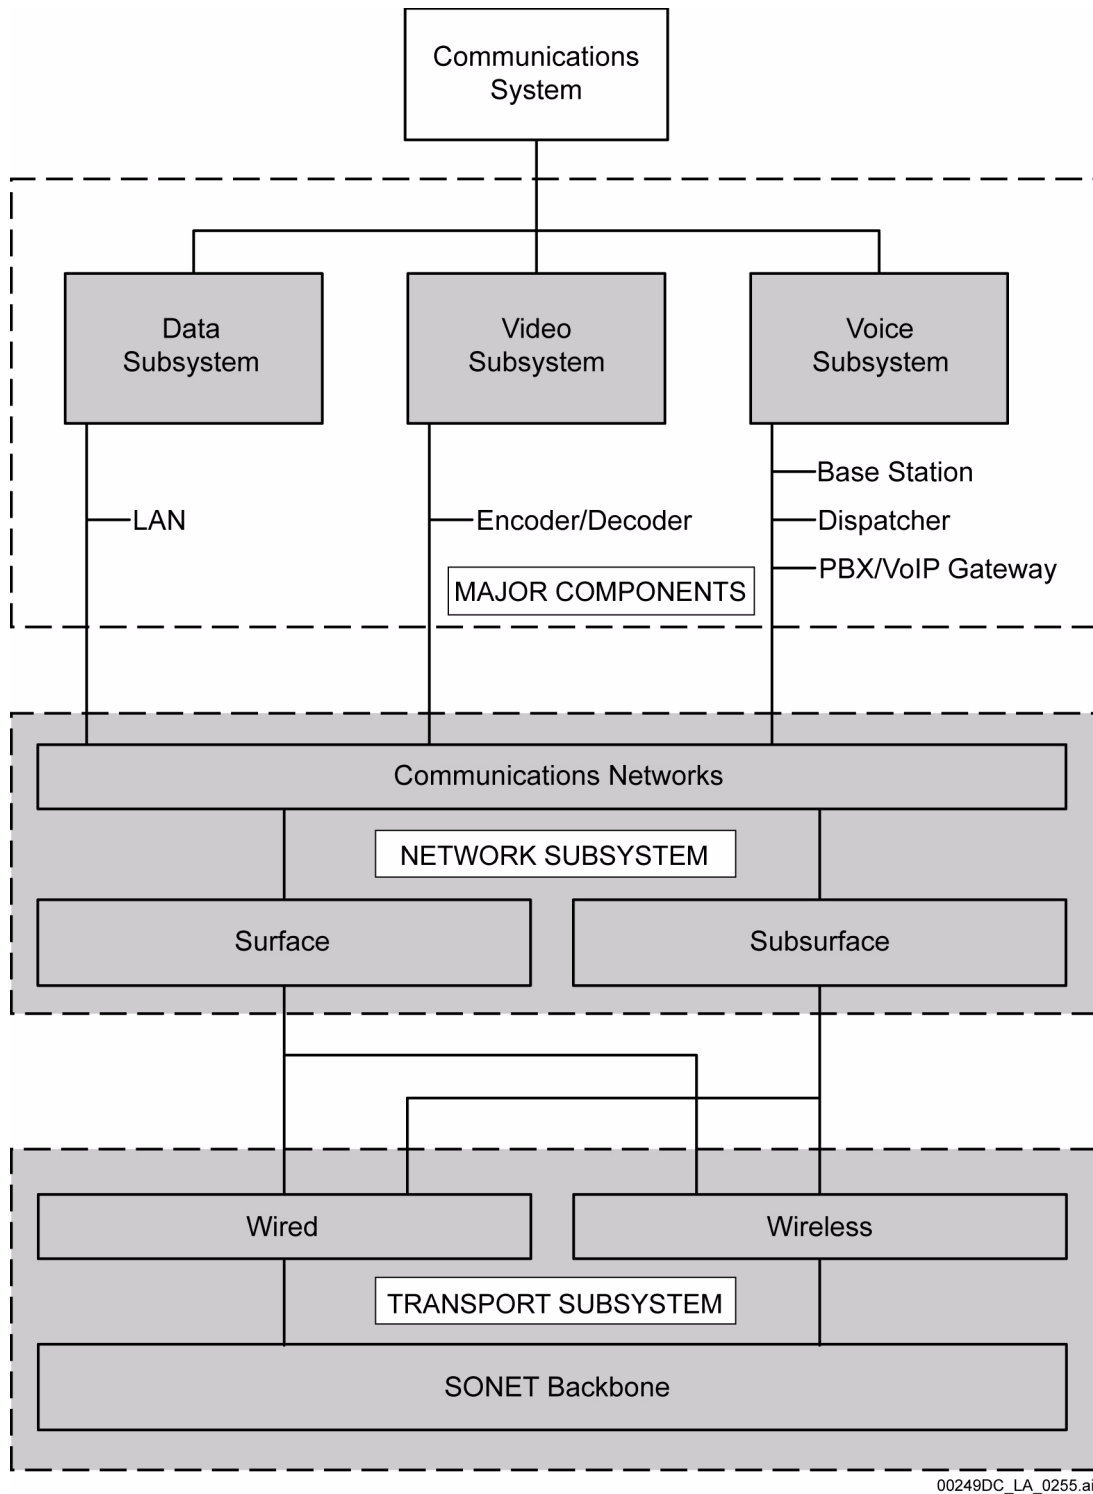 Communications
System
Data
Subsystem
Video
Subsystem
Voice
Subsystem
LAN
Encoder/Decoder
Base Station
Dispatcher
PBX/VoIP Gateway
MAJOR COMPONENTS
Communications Networks
NETWORK SUBSYSTEM
Surface
Subsurface
Wired
Wireless
TRANSPORT SUBSYSTEM
SONET Backbone
00249DC_LA_0255.ai